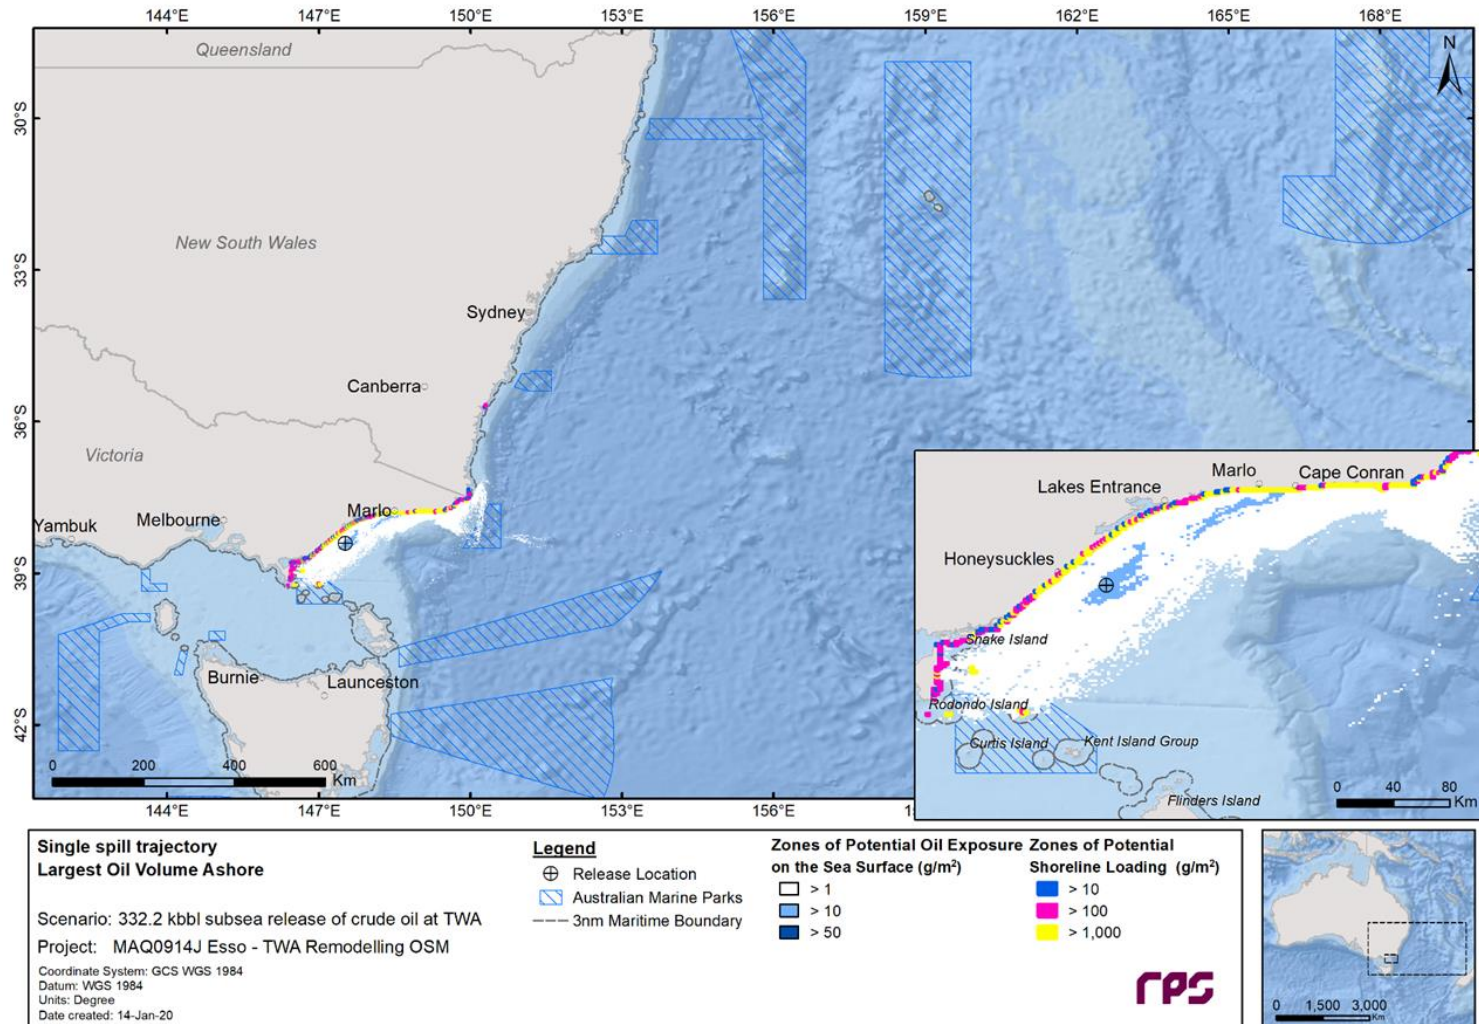 144°E 147°E 150°E 153°E 156°E 159°E 162°E 165°E 168°E
Queensland
N
30°S
New South Wales
33°S
Sydney
Canberra
36°S
Victoria
Marlo
Yambuk
Melbourne
39°S
Burnie
Launceston
42°S
0 200 400 600 Km
144°E 147°E 150°E 153°E 156°E
Marlo
Cape Conran
Lakes Entrance
Honeysuckles
Snake Island
Rodondo Island
Curtis Island
Kent Island Group
Flinders Island
0 40 80
Km
Single spill trajectory
Largest Oil Volume Ashore
Scenario: 332.2 kbbl subsea release of crude oil at TWA
Project: MAQ0914J Esso - TWA Remodelling OSM
Coordinate System: GCS WGS 1984
Datum: WGS 1984
Units: Degree
Date created: 14-Jan-20
Legend
Release Location
Australian Marine Parks
3nm Maritime Boundary
Zones of Potential Oil Exposure
on the Sea Surface (g/m²)
> 1
> 10
> 50
Zones of Potential
Shoreline Loading (g/m²)
> 10
> 100
> 1,000
rps
0 1,500 3,000
Km